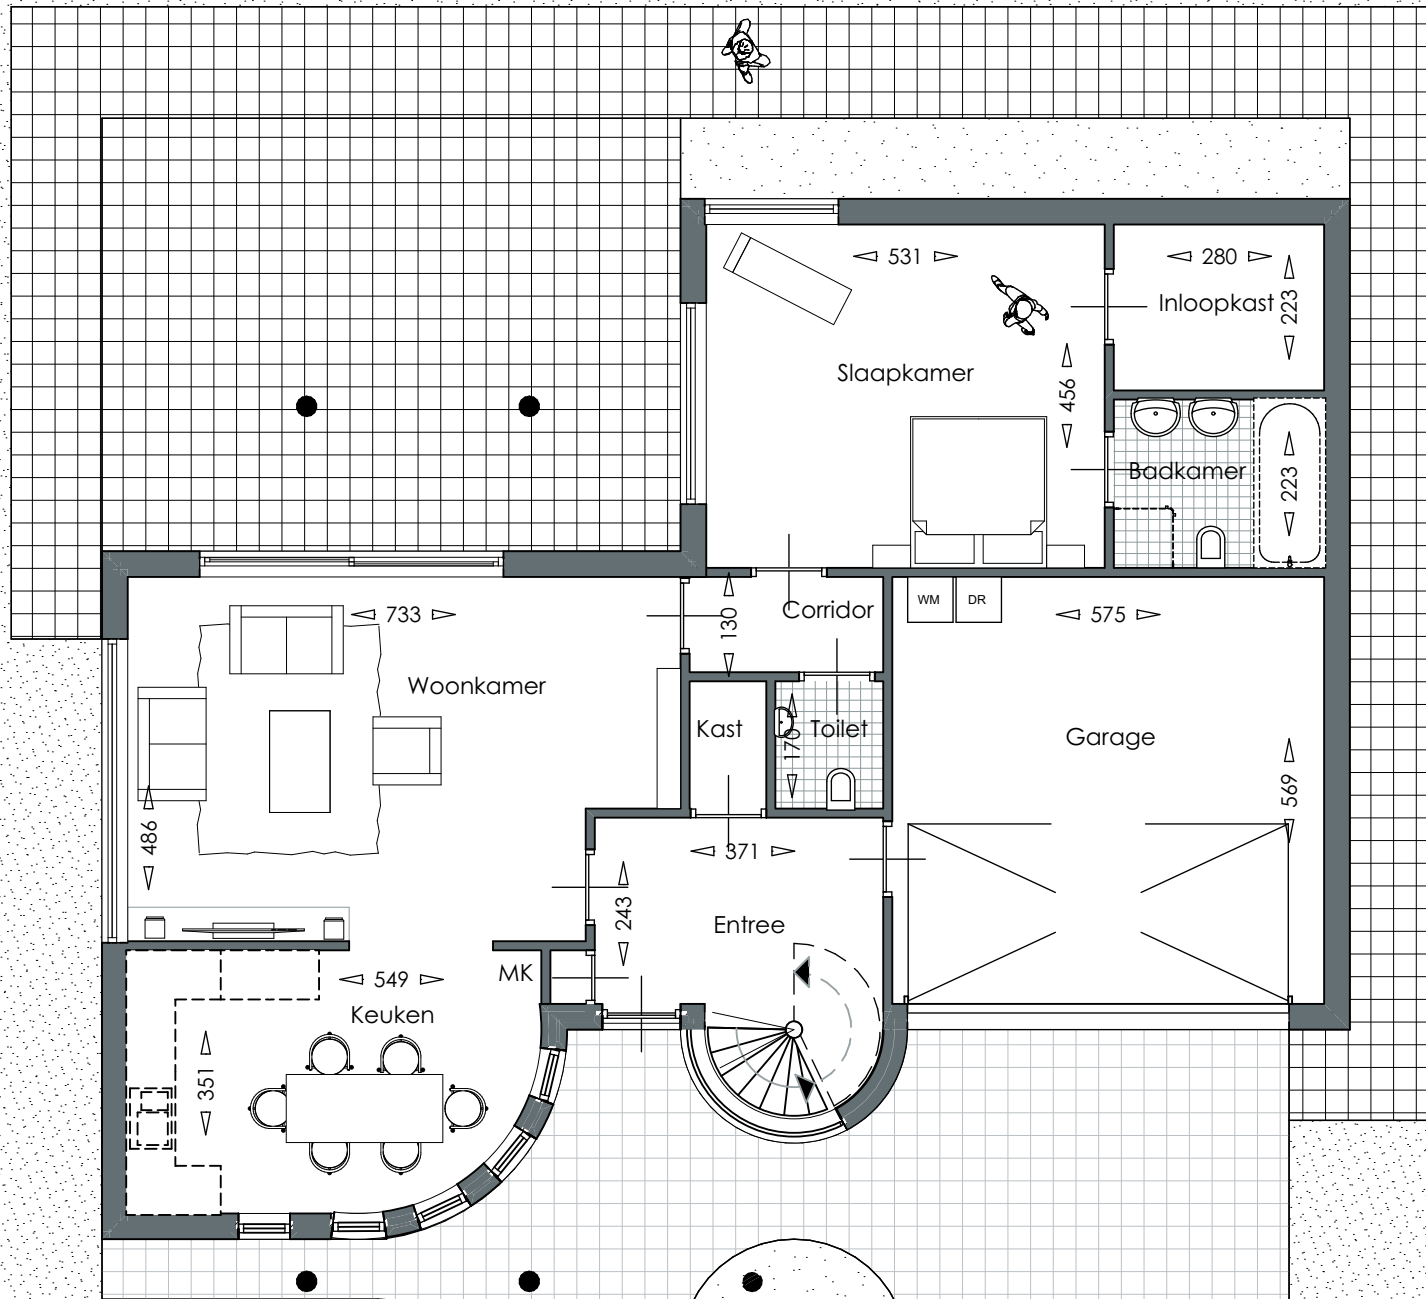 531
280
Inloopkast
223
Slaapkamer
456
Badkamer
223
WM
DR
733
130
Corridor
575
Woonkamer
Kast
170
Toilet
Garage
569
486
371
243
Entree
MK
549
Keuken
351